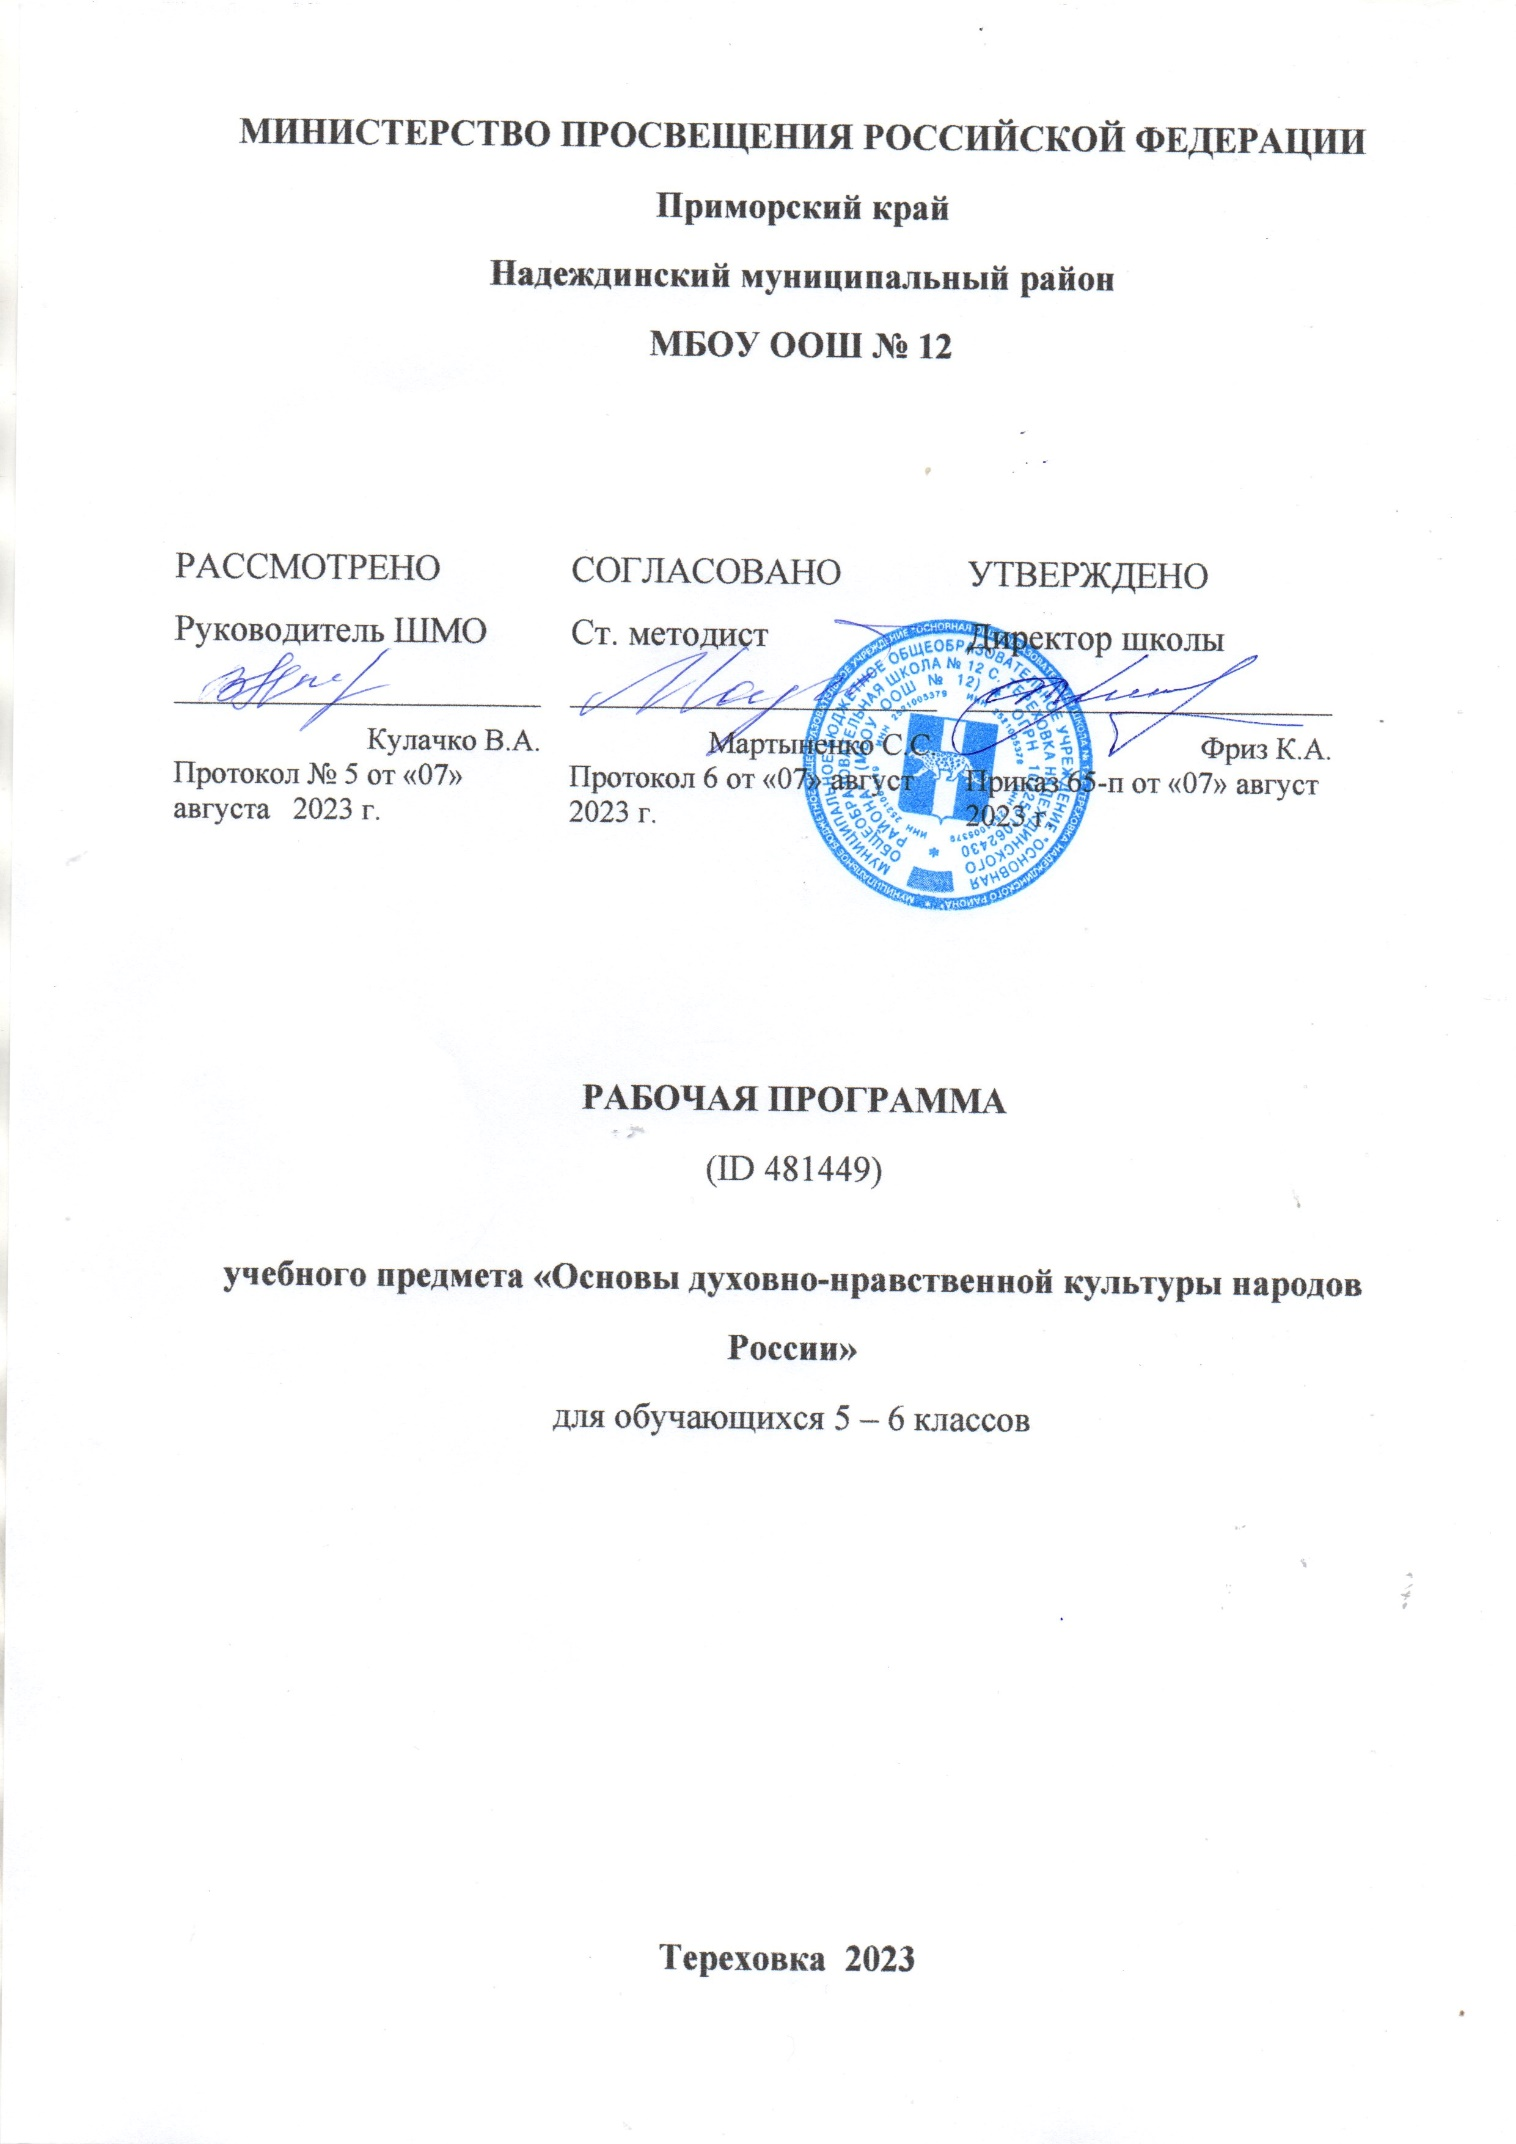 МИНИСТЕРСТВО ПРОСВЕЩЕНИЯ РОССИЙСКОЙ ФЕДЕРАЦИИ
Приморский край
Надеждинский муниципальный район
МБОУ ООШ № 12
РАССМОТРЕНО
Руководитель ШМО
Кулачко В.А.
Протокол № 5 от «07»
августа 2023 г.
СОГЛАСОВАНО
Ст. методист
Мартыненко С.С.
Протокол 6 от «07» август
2023 г.
УТВЕРЖДЕНО
Директор школы
Фриз К.А.
Приказ 65-п от «07» август
2023 г.
РАБОЧАЯ ПРОГРАММА
(ID 481449)
учебного предмета «Основы духовно-нравственной культуры народов
России»
для обучающихся 5 – 6 классов
Тереховка 2023